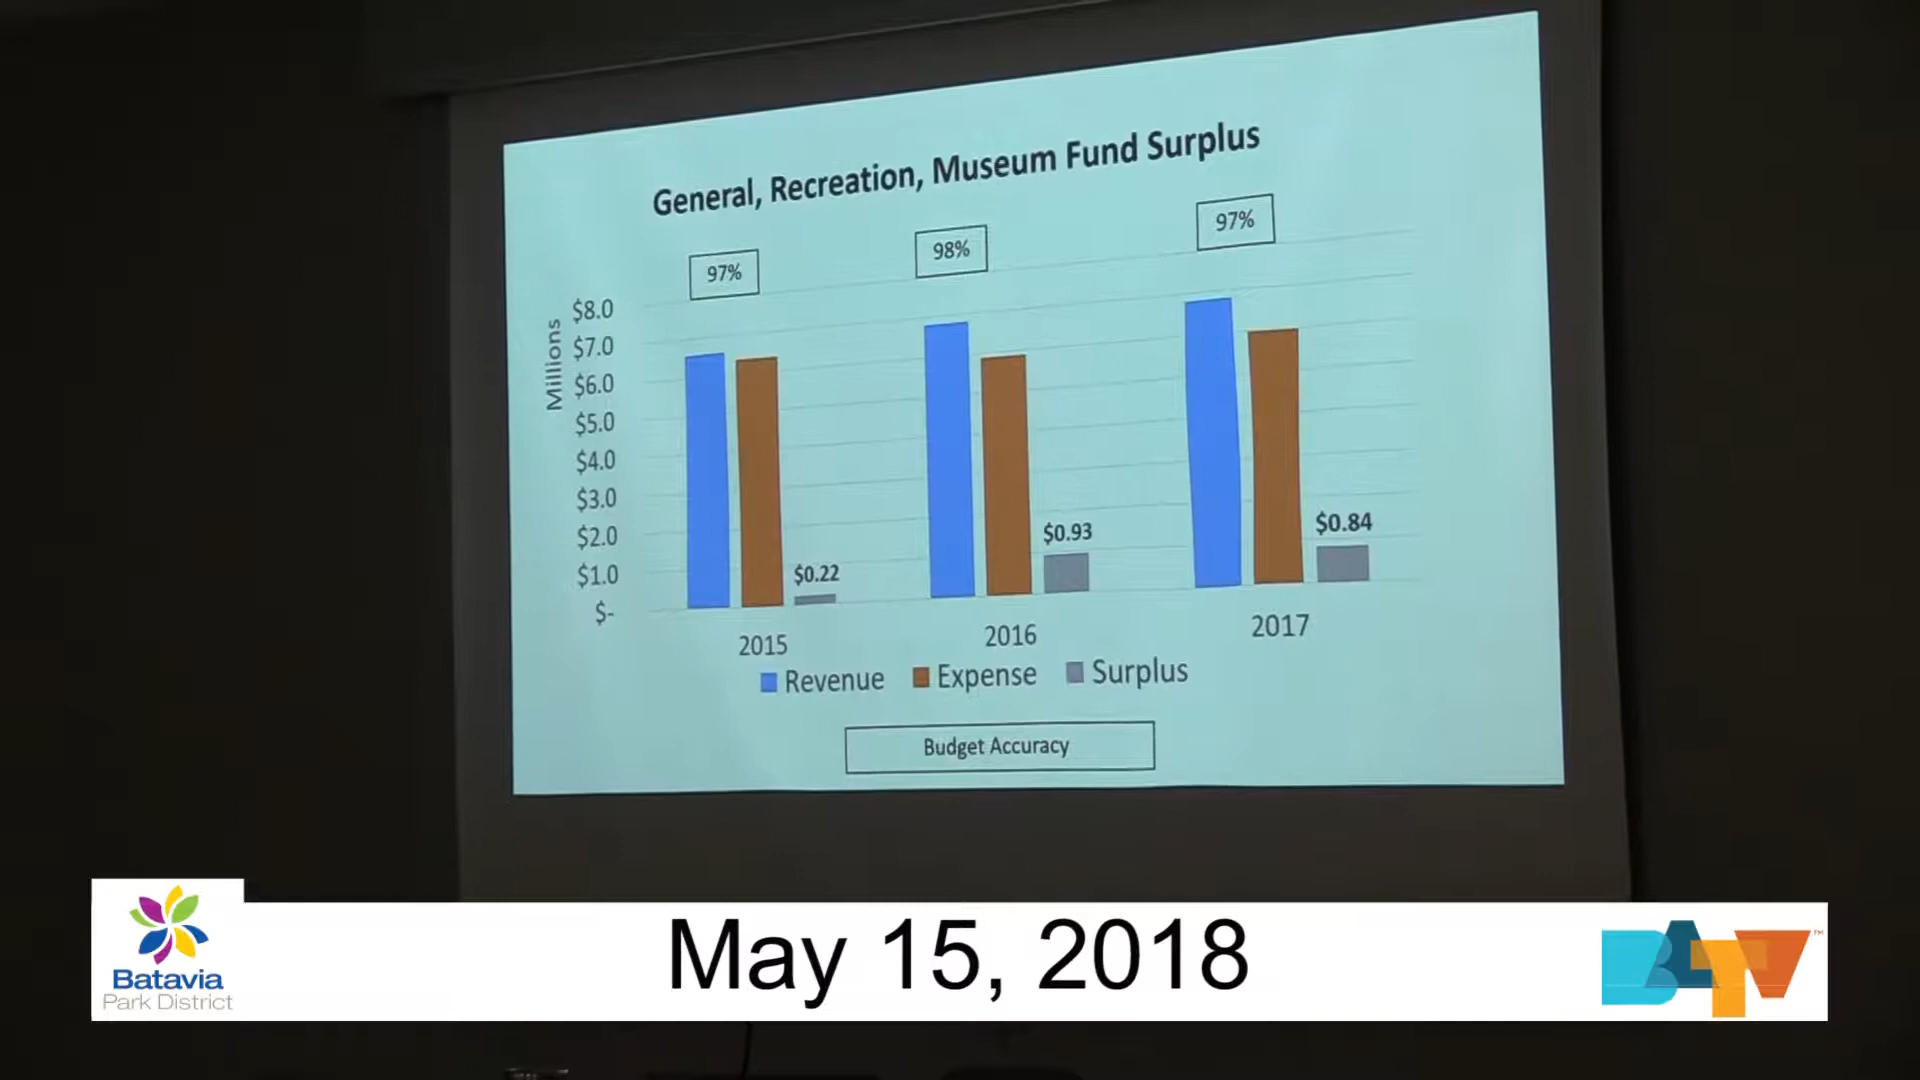 General, Recreation, Museum Fund Surplus
97%
98%
97%
Millions
$8.0
$7.0
$6.0
$5.0
$4.0
$3.0
$2.0
$1.0
$-
$0.22
$0.93
$0.84
2015
2016
2017
Revenue
Expense
Surplus
Budget Accuracy
Batavia
Park District
May 15, 2018
BATV™